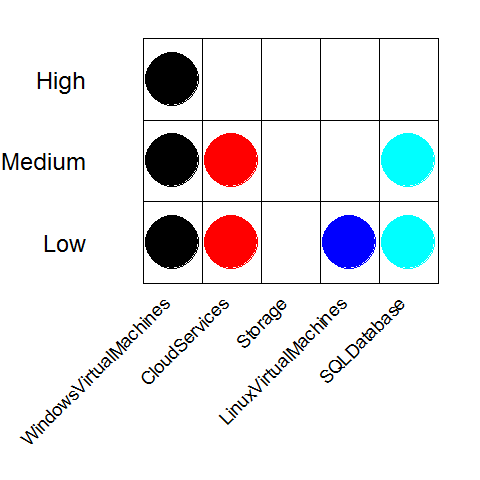 High
Medium
Low
WindowsVirtualMachines
CloudServices
Storage
LinuxVirtualMachines
SQLDatabase